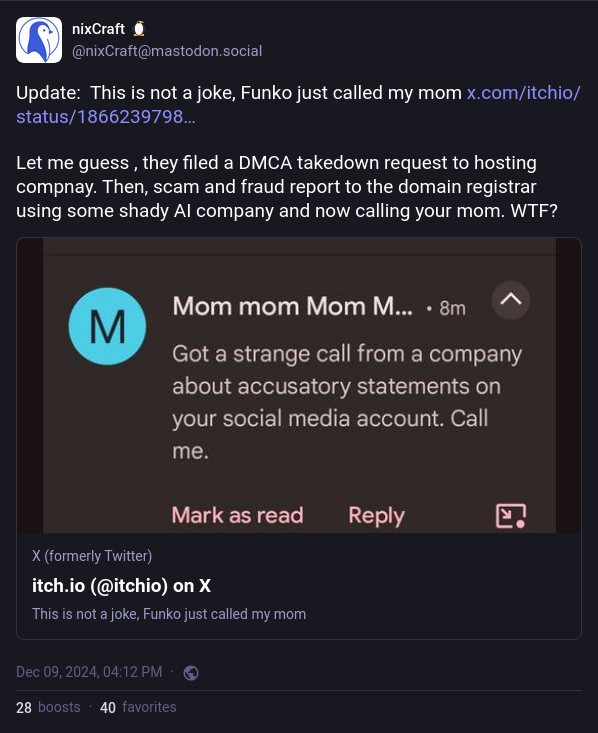 nixCraft 🐧
@nixCraft@mastodon.social
Update:  This is not a joke, Funko just called my mom x.com/itchio/
status/1866239798…
Let me guess , they filed a DMCA takedown request to hosting
compnay. Then, scam and fraud report to the domain registrar
using some shady AI company and now calling your mom. WTF?
M
Mom mom Mom M... • 8m
Got a strange call from a company
about accusatory statements on
your social media account. Call
me.
Mark as read Reply
X (formerly Twitter)
itch.io (@itchio) on X
This is not a joke, Funko just called my mom
Dec 09, 2024, 04:12 PM ·
28 boosts · 40 favorites